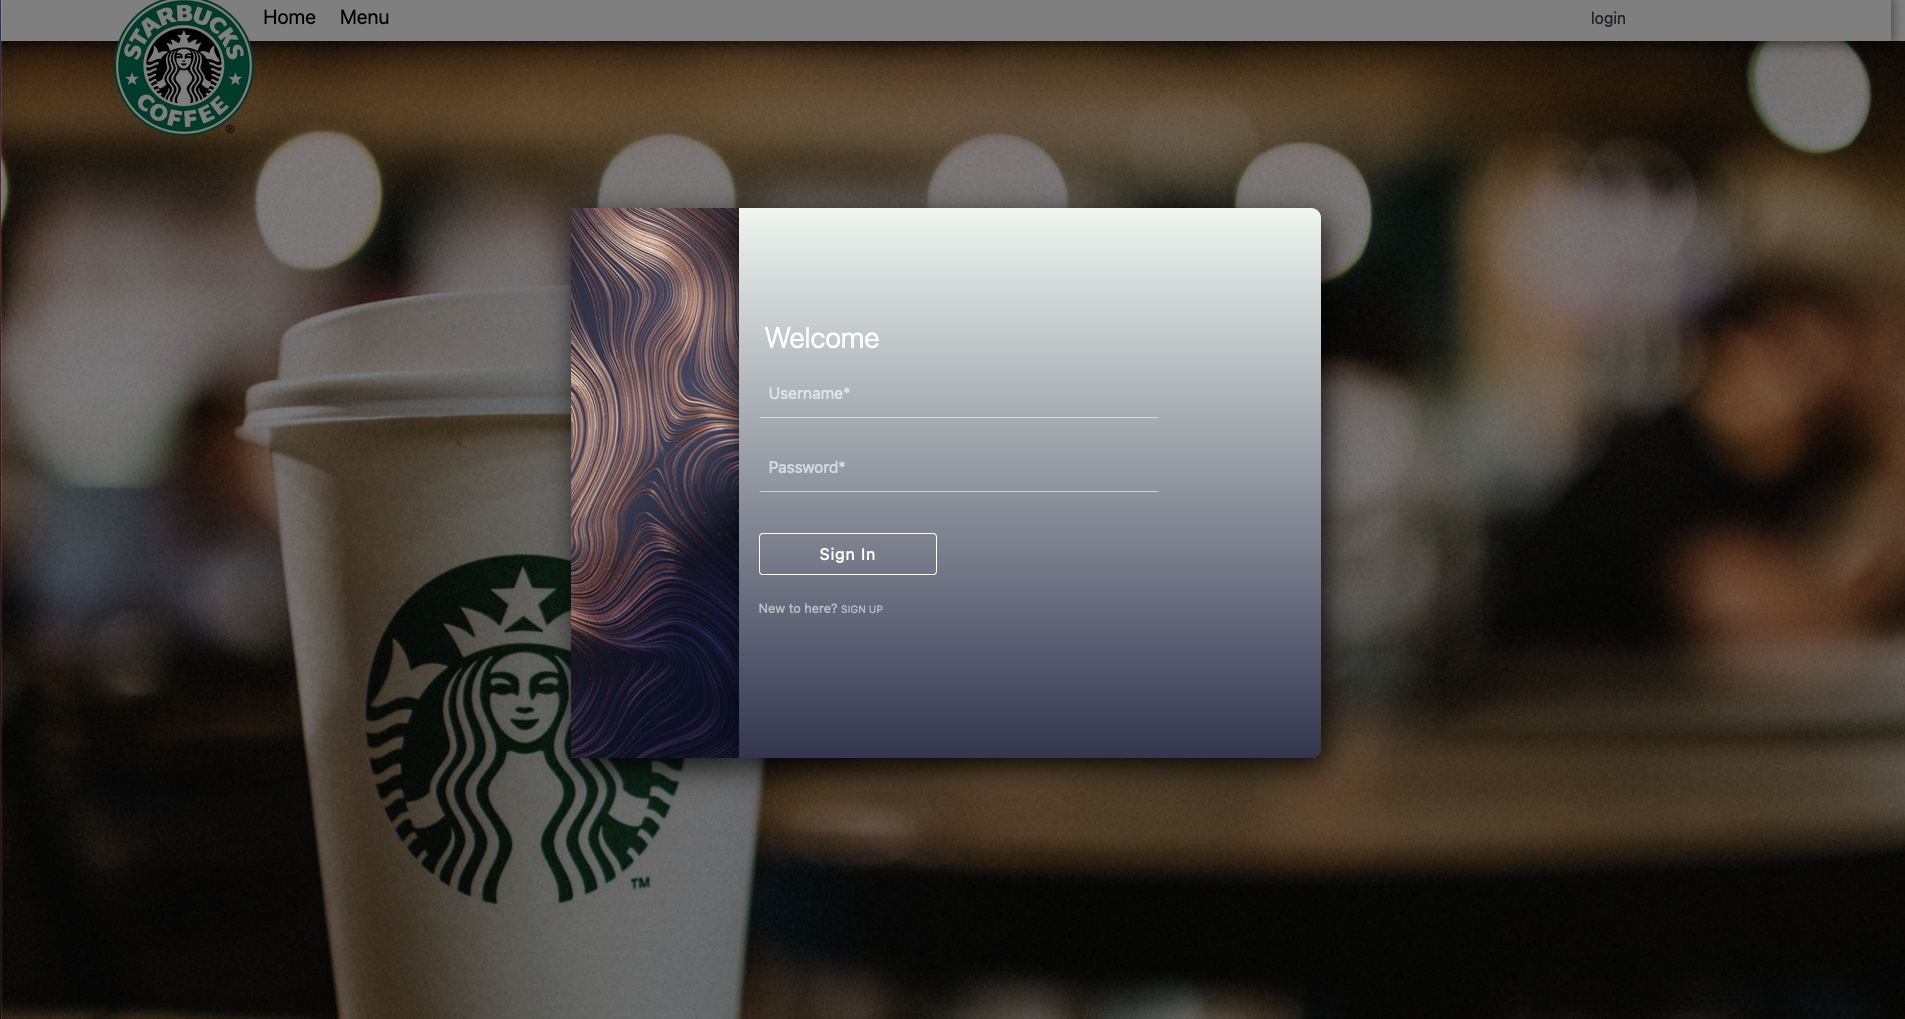 STARBUCKS
COFFEE
®
Home
Menu
login
Welcome
Username*
Password*
Sign In
New to here? SIGN UP
TM